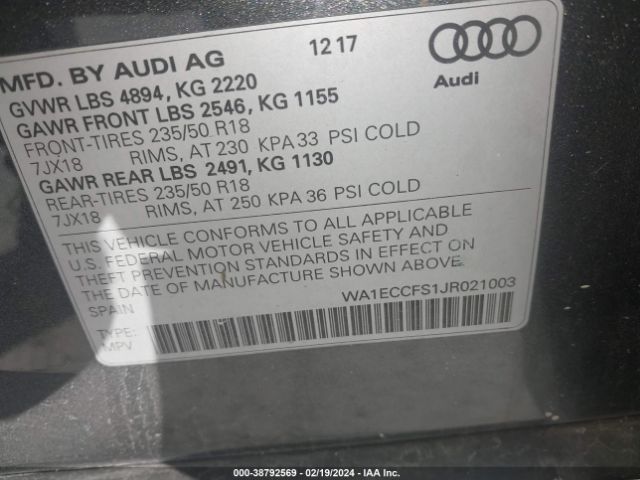 MFD. BY AUDI AG 12 17
GVWR LBS 4894, KG 2220
GAWR FRONT LBS 2546, KG 1155
FRONT-TIRES 235/50 R18
7JX18 RIMS, AT 230 KPA 33 PSI COLD
GAWR REAR LBS 2491, KG 1130
REAR-TIRES 235/50 R18
7JX18 RIMS, AT 250 KPA 36 PSI COLD
Audi
THIS VEHICLE CONFORMS TO ALL APPLICABLE
U.S. FEDERAL MOTOR VEHICLE SAFETY AND
THEFT PREVENTION STANDARDS IN EFFECT ON
THE DATE OF MANUFACTURE SHOWN ABOVE.
SPAIN WA1ECCFS1JR021003
TYPE:
MPV
000-38792569 - 02/19/2024 - IAA Inc.